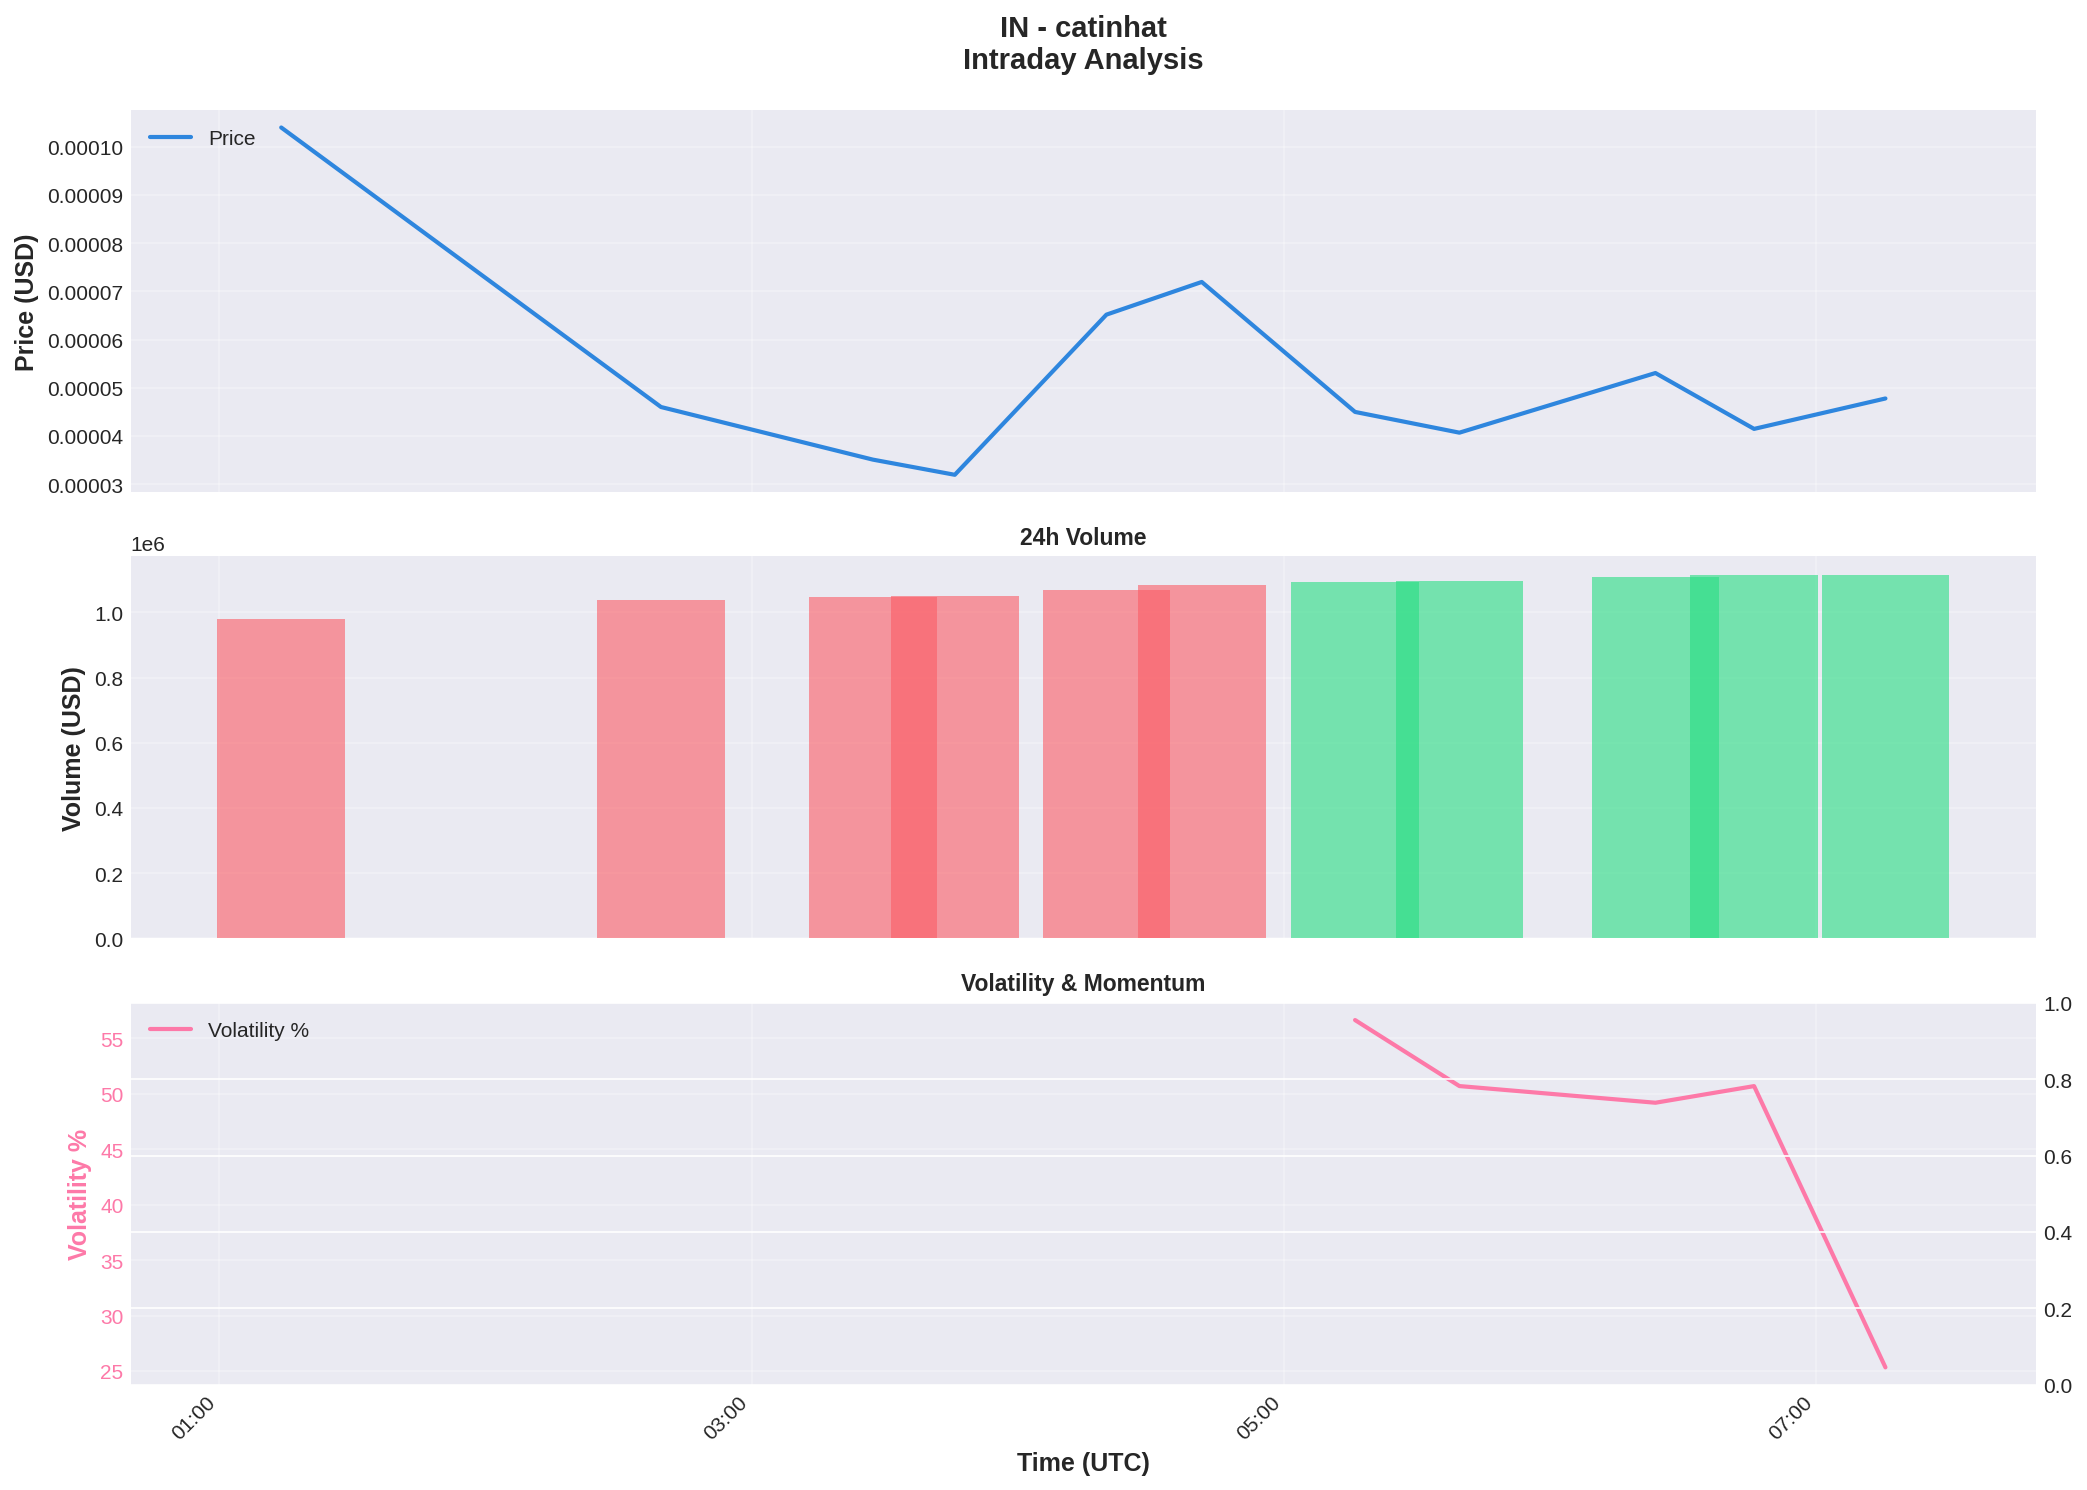 IN - catinhat
Intraday Analysis
Price
0.00010
0.00009
0.00008
0.00007
0.00006
0.00005
0.00004
0.00003
Price (USD)
24h Volume
1e6
1.0
0.8
0.6
0.4
0.2
0.0
Volume (USD)
Volatility & Momentum
Volatility %
55
50
45
40
35
30
25
Volatility %
1.0
0.8
0.6
0.4
0.2
0.0
01:00
03:00
05:00
07:00
Time (UTC)